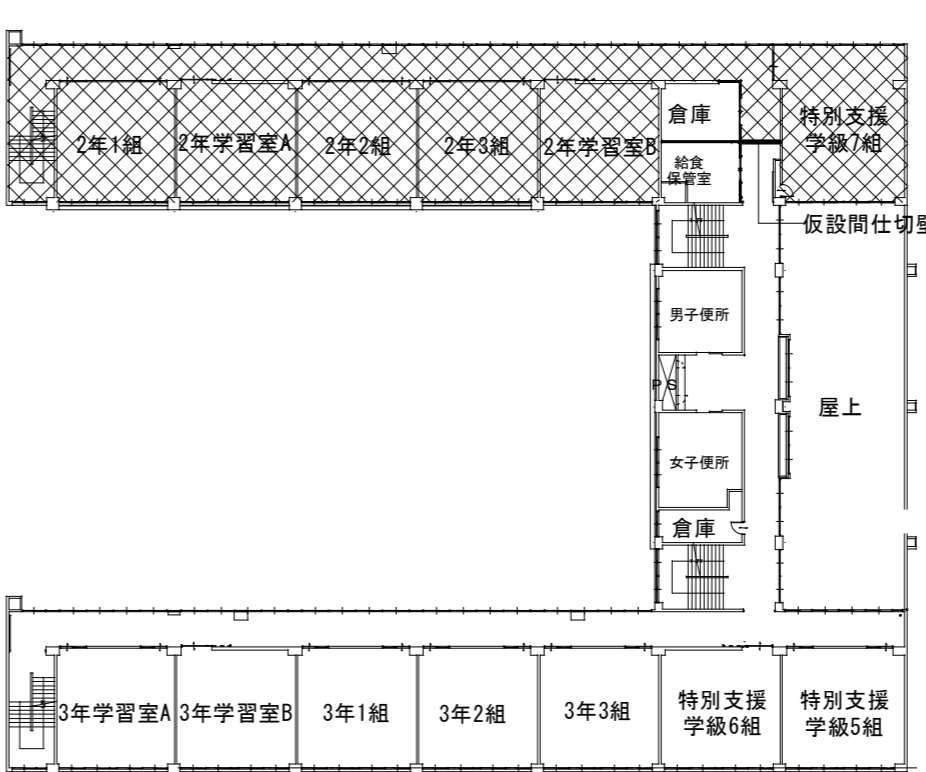 2年1組
2年学習室A
2年2組
2年3組
2年学習室B
倉庫
給食
保管室
特別支援
学級7組
仮設間仕切壁
男子便所
PS
屋上
女子便所
倉庫
3年学習室A
3年学習室B
3年1組
3年2組
3年3組
特別支援
学級6組
特別支援
学級5組